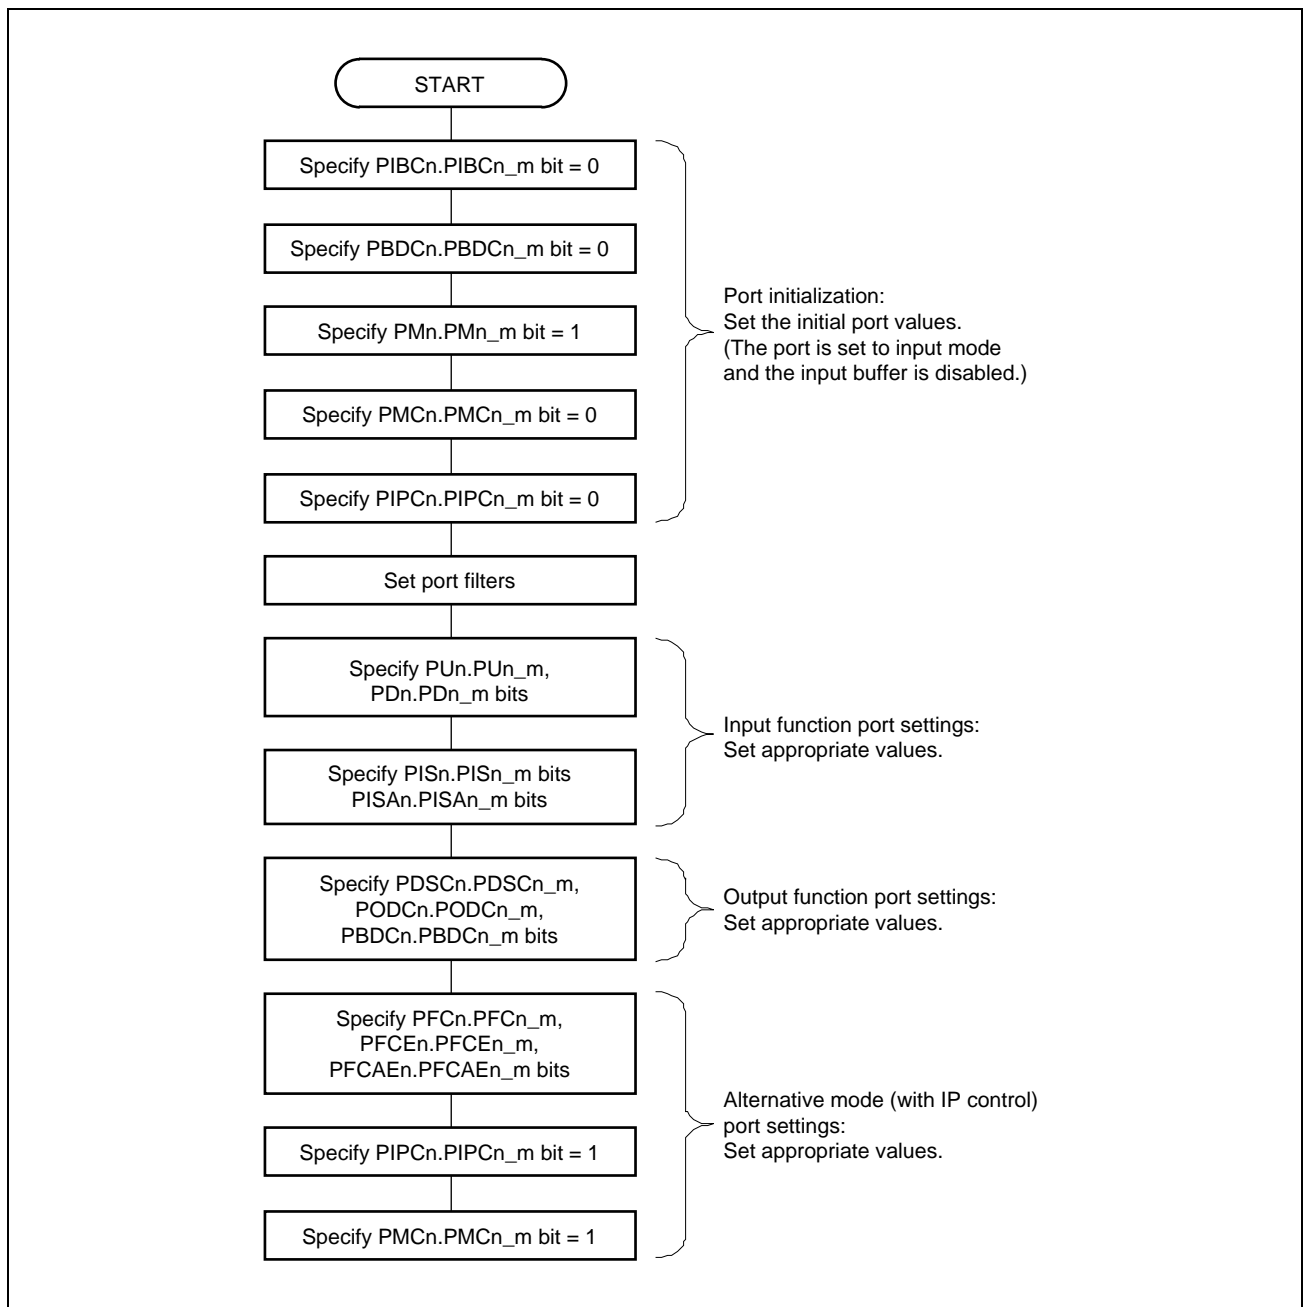 START
Specify PIBCn.PIBCn_m bit = 0
Specify PBDCn.PBDCn_m bit = 0
Specify PMn.PMn_m bit = 1
Specify PMCn.PMCn_m bit = 0
Specify PIPCn.PIPCn_m bit = 0
Port initialization:
Set the initial port values.
(The port is set to input mode
and the input buffer is disabled.)
Set port filters
Specify PUn.PUn_m,
PDn.PDn_m bits
Specify PISn.PISn_m bits
PISAn.PISAn_m bits
Input function port settings:
Set appropriate values.
Specify PDSCn.PDSCn_m,
PODCn.PODCn_m,
PBDCn.PBDCn_m bits
Output function port settings:
Set appropriate values.
Specify PFCn.PFCn_m,
PFCEn.PFCEn_m,
PFCAEn.PFCAEn_m bits
Specify PIPCn.PIPCn_m bit = 1
Specify PMCn.PMCn_m bit = 1
Alternative mode (with IP control)
port settings:
Set appropriate values.